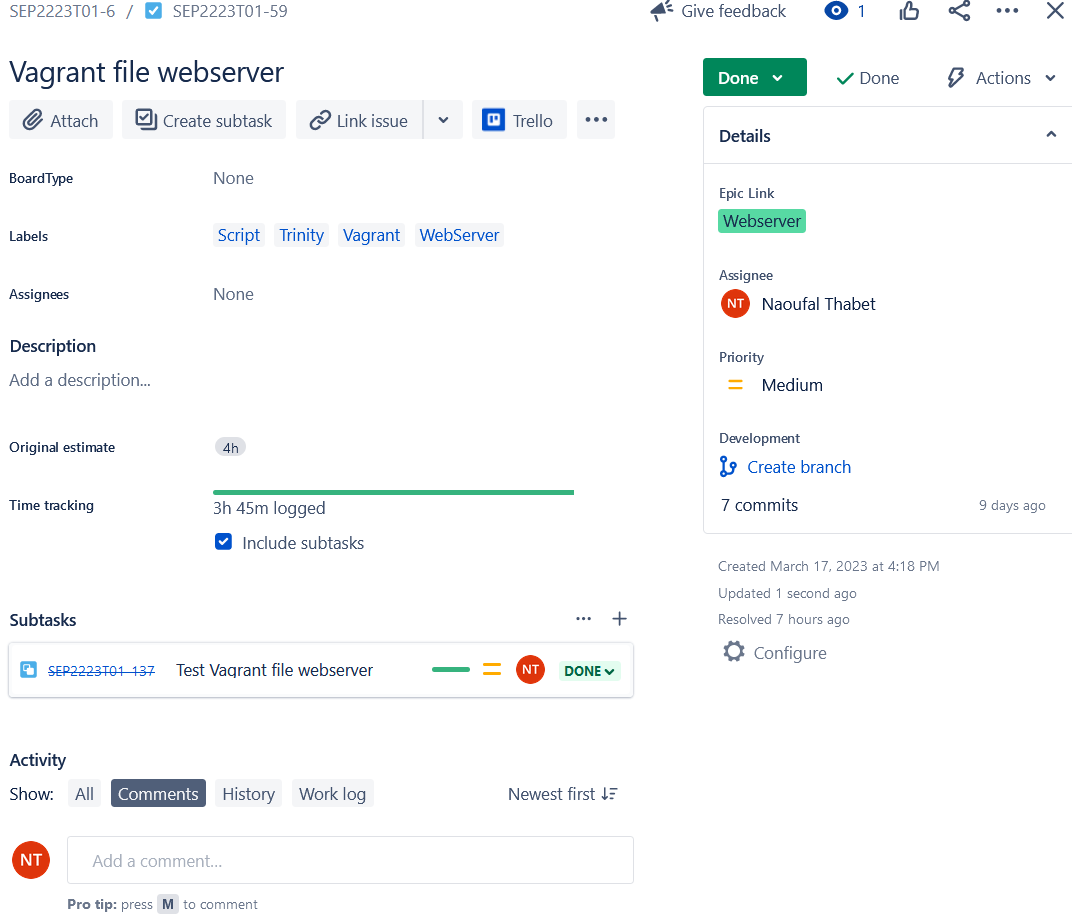 SEP2223T01-6 / SEP2223T01-59
Give feedback 1
Vagrant file webserver
Attach Create subtask Link issue Trello
BoardType None
Labels Script Trinity Vagrant WebServer
Assignees None
Description
Add a description...
Original estimate 4h
Time tracking 3h 45m logged
Include subtasks
Subtasks
SEP2223T01-137 Test Vagrant file webserver NT DONE
Activity
Show: All Comments History Work log Newest first
NT Add a comment...
Pro tip: press M to comment
Done Done Actions
Details
Epic Link
Webserver
Assignee
NT Naoufal Thabet
Priority
Medium
Development
Create branch
7 commits 9 days ago
Created March 17, 2023 at 4:18 PM
Updated 1 second ago
Resolved 7 hours ago
Configure